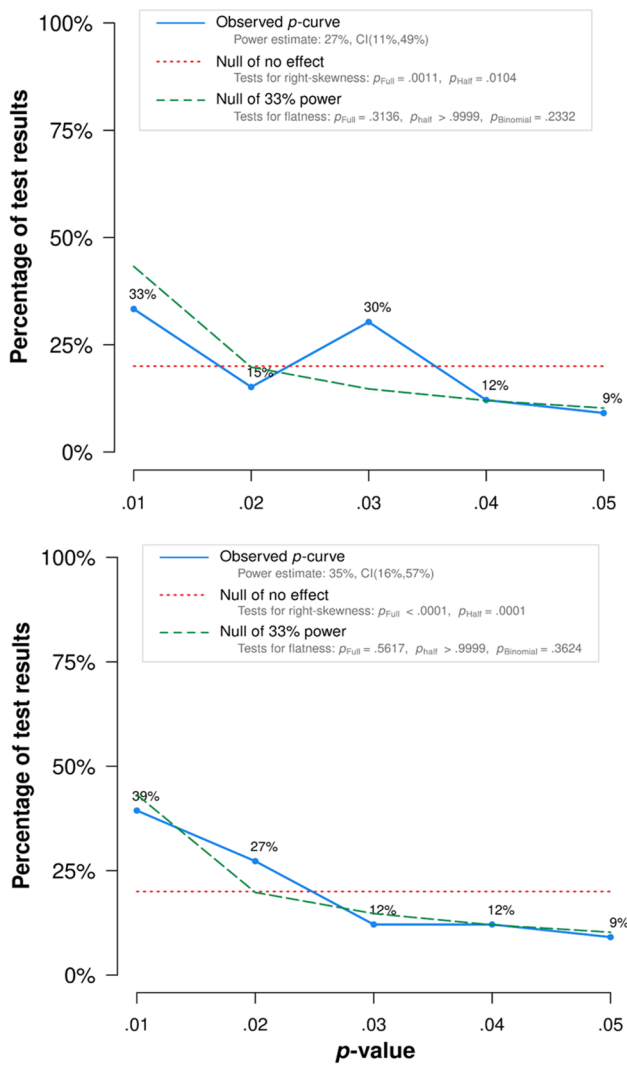 100%
Observed p-curve
Power estimate: 27%, CI(11%,49%)
Null of no effect
Tests for right-skewness: pFull = .0011, pHalf = .0104
Null of 33% power
Tests for flatness: pFull = .3136, phalf > .9999, pBinomial = .2332
75%
50%
25%
0%
Percentage of test results
33%
15%
30%
12%
9%
.01 .02 .03 .04 .05
100%
Observed p-curve
Power estimate: 35%, CI(16%,57%)
Null of no effect
Tests for right-skewness: pFull < .0001, pHalf = .0001
Null of 33% power
Tests for flatness: pFull = .5617, phalf > .9999, pBinomial = .3624
75%
50%
25%
0%
Percentage of test results
39%
27%
12%
12%
9%
.01 .02 .03 .04 .05
p-value